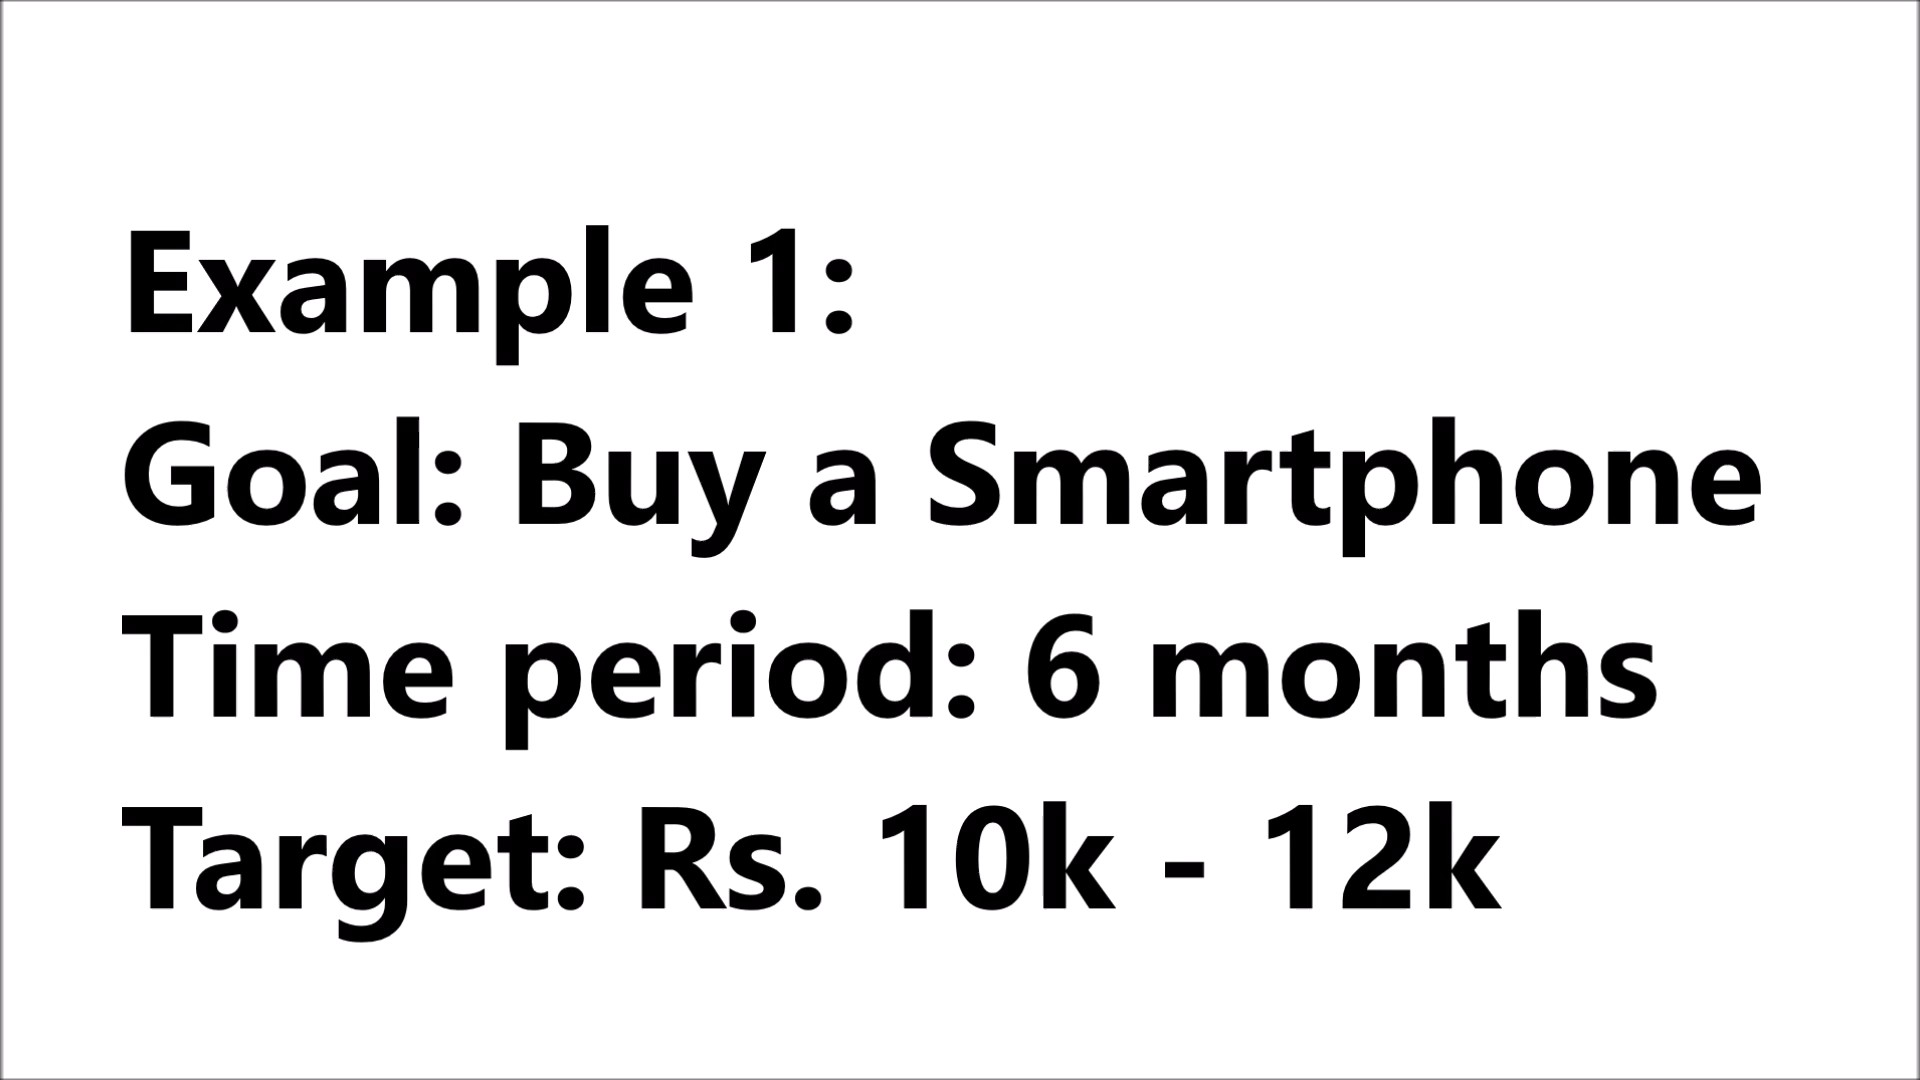 Example 1:
Goal: Buy a Smartphone
Time period: 6 months
Target: Rs. 10k - 12k